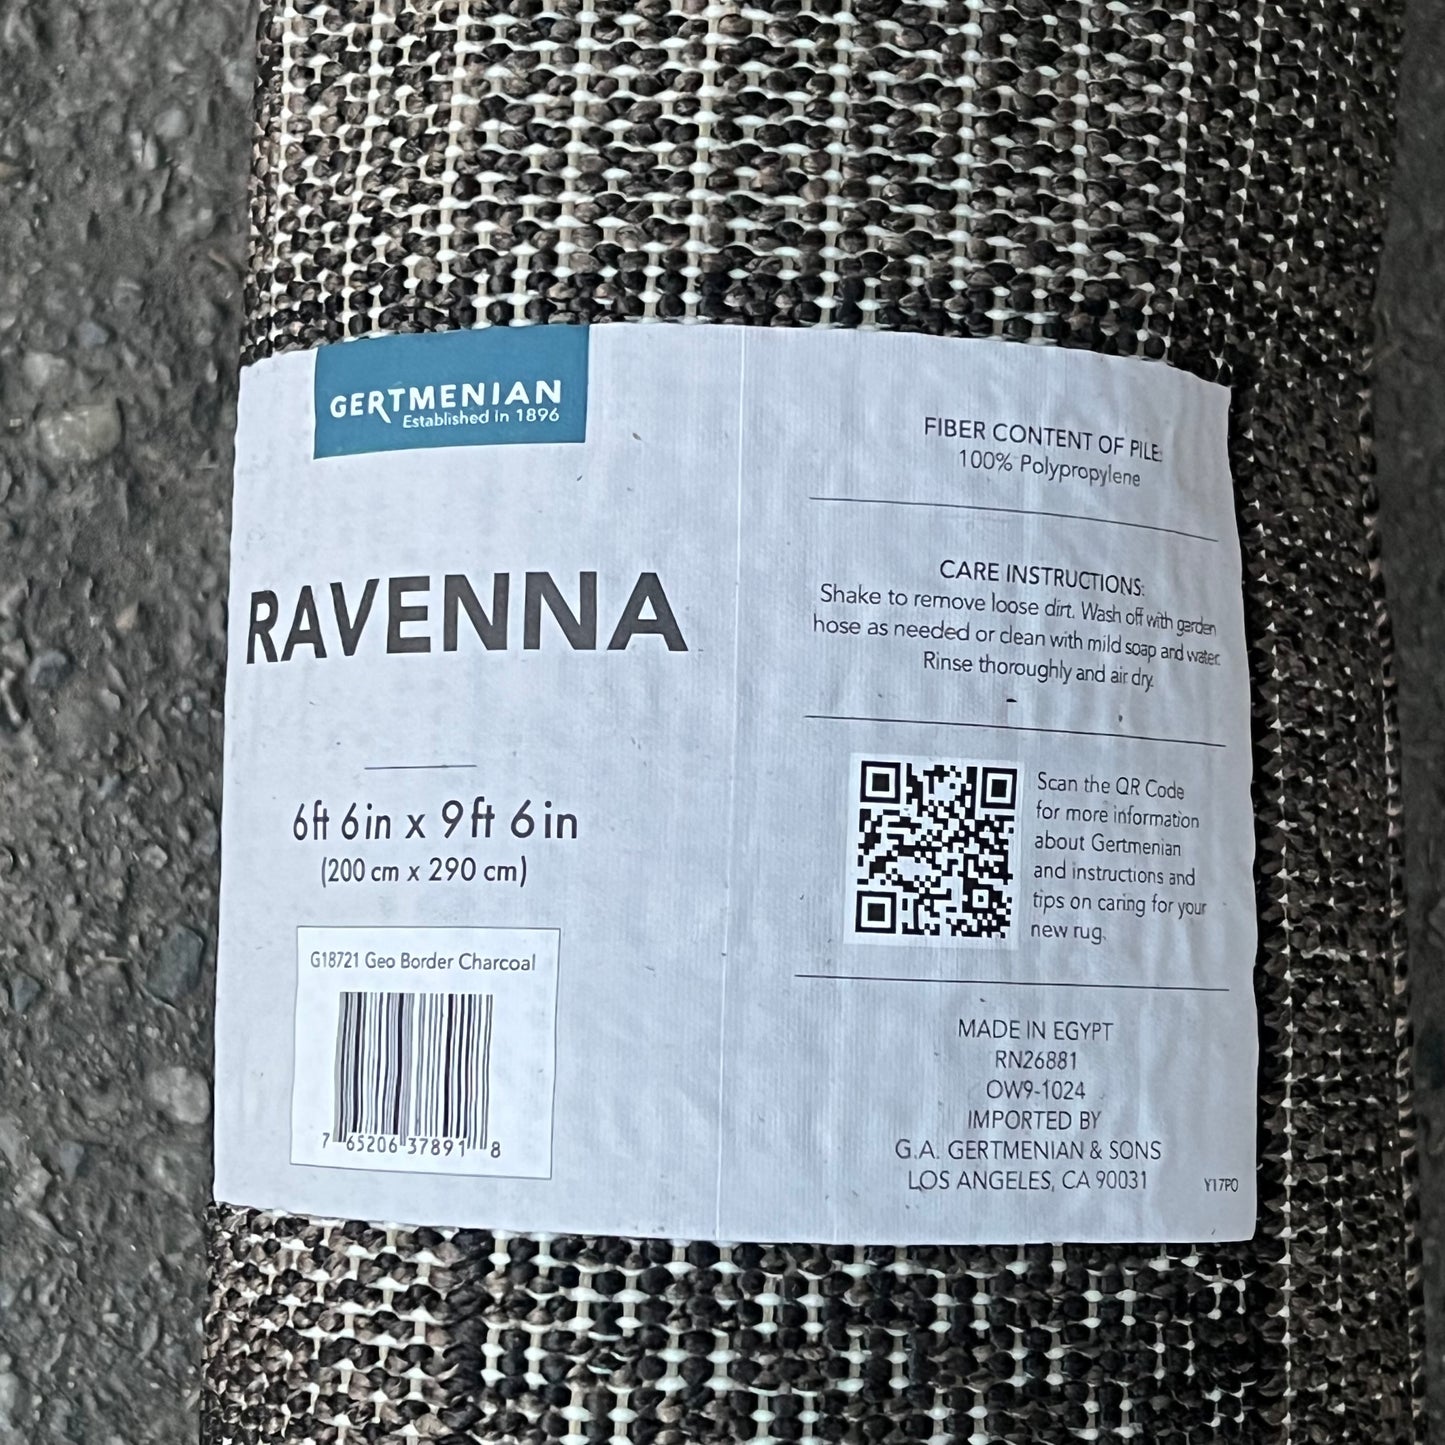 GERTMENIAN
Established in 1896
RAVENNA
6ft 6in x 9ft 6in
(200 cm x 290 cm)
G18721 Geo Border Charcoal
7 65206 37891 8
FIBER CONTENT OF PILE:
100% Polypropylene
CARE INSTRUCTIONS:
Shake to remove loose dirt. Wash off with garden
hose as needed or clean with mild soap and water.
Rinse thoroughly and air dry.
Scan the QR Code
for more information
about Gertmenian
and instructions and
tips on caring for your
new rug.
MADE IN EGYPT
RN26881
OW9-1024
IMPORTED BY
G.A. GERTMENIAN & SONS
LOS ANGELES, CA 90031
Y17PO